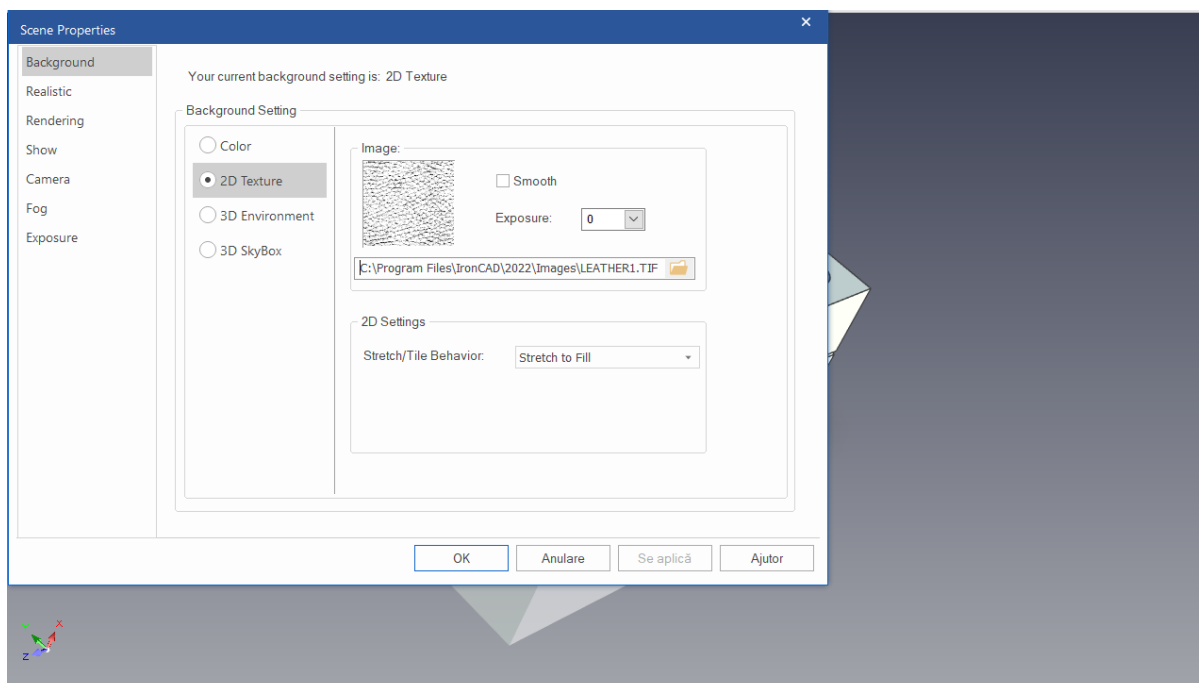 Scene Properties
Background
Realistic
Rendering
Show
Camera
Fog
Exposure
Your current background setting is: 2D Texture
Background Setting
Color
2D Texture
3D Environment
3D SkyBox
Image:
Smooth
Exposure: 0
C:\Program Files\IronCAD\2022\Images\LEATHER1.TIF
2D Settings
Stretch/Tile Behavior: Stretch to Fill
OK Anulare Se aplică Ajutor
Y X
Z